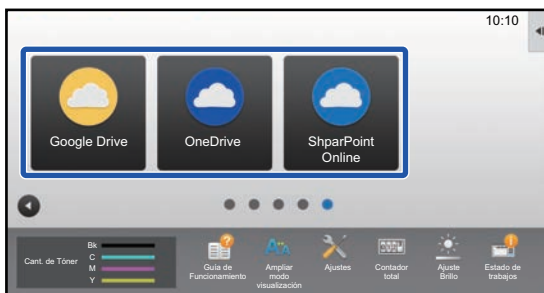 10:10
Google Drive
OneDrive
ShparPoint
Online
Cant. de Tóner
Bk
C
M
Y
Guía de
Funcionamiento
Ampliar
modo
visualización
Ajustes
Contador
total
Ajuste
Brillo
Estado de
trabajos